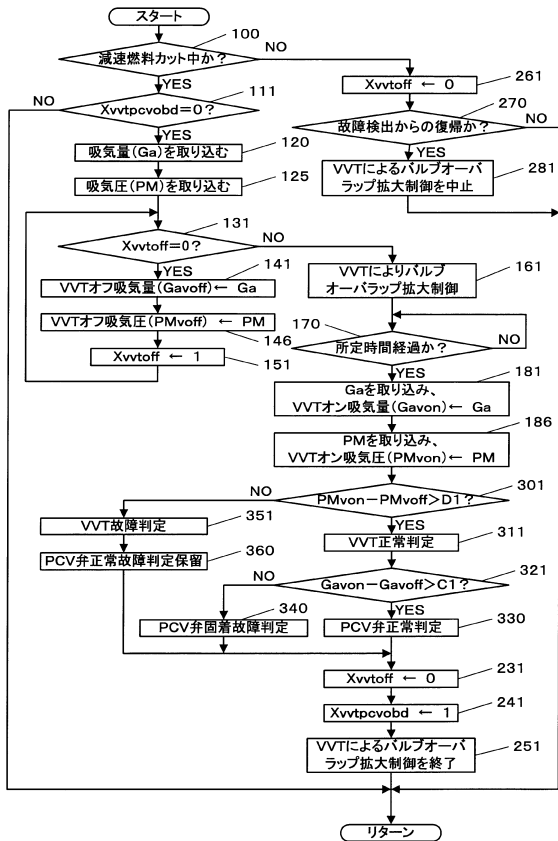 スタート
100
減速燃料カット中か?
NO
YES
111
Xvvtoff ← 0
261
NO
Xvvtpcvobd=0?
270
YES
故障検出からの復帰か?
NO
吸気量(Ga)を取り込む
120
YES
125
VVTによるバルブオーバ
ラップ拡大制御を中止
281
吸気圧(PM)を取り込む
131
Xvvtoff=0?
NO
YES
141
VVTによりバルブ
オーバラップ拡大制御
161
VVTオフ吸気量(Gavoff)← Ga
170
VVTオフ吸気圧(PMvoff) ← PM
146
所定時間経過か?
NO
Xvvtoff ← 1
151
YES
181
Gaを取り込み、
VVTオン吸気量(Gavon)← Ga
186
PMを取り込み、
VVTオン吸気圧(PMvon)← PM
NO
PMvon-PMvoff>D1?
301
351
YES
VVT故障判定
VVT正常判定
311
360
PCV弁正常故障判定保留
321
NO
Gavon-Gavoff>C1?
340
YES
PCV弁固着故障判定
PCV弁正常判定
330
Xvvtoff ← 0
231
Xvvtpcvobd ← 1
241
VVTによるバルブオーバ
ラップ拡大制御を終了
251
リターン